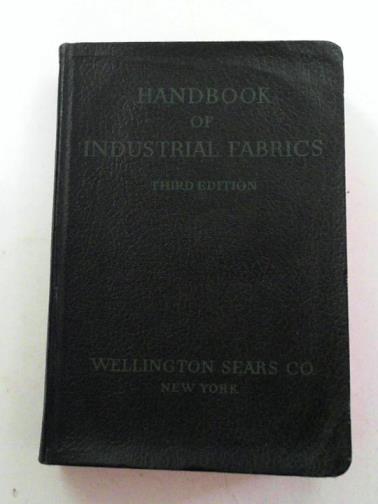 HANDBOOK
OF
INDUSTRIAL FABRICS
THIRD EDITION
WELLINGTON SEARS CO
NEW YORK